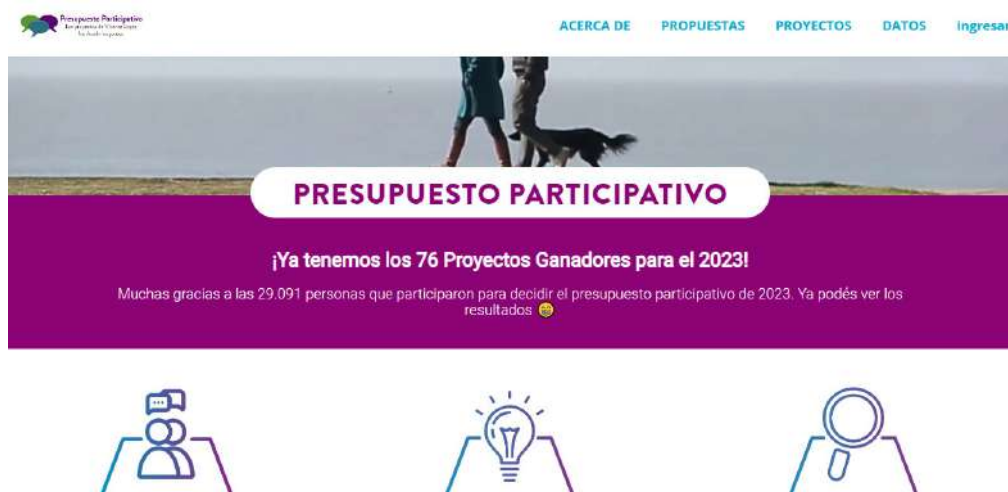 Presupuesto Participativo
ACERCA DE PROPUESTAS PROYECTOS DATOS ingresar
PRESUPUESTO PARTICIPATIVO
¡Ya tenemos los 76 Proyectos Ganadores para el 2023!
Muchas gracias a las 29.091 personas que participaron para decidir el presupuesto participativo de 2023. Ya podés ver los
resultados